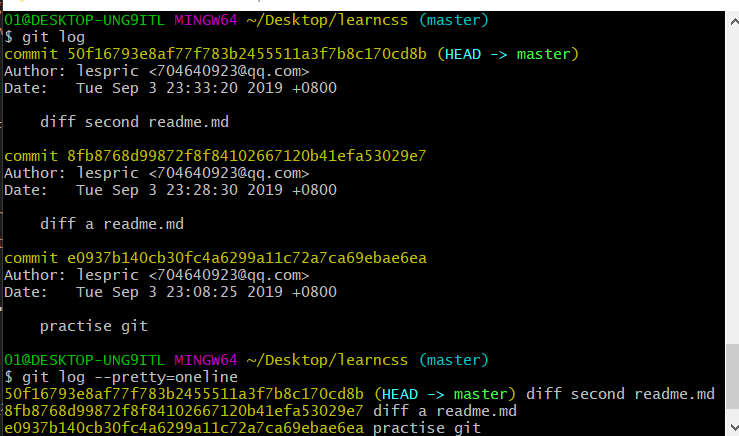 01@DESKTOP-UNG9ITL MINGW64 ~/Desktop/learncss (master)
$ git log
commit 50f16793e8af77f783b2455511a3f7b8c170cd8b (HEAD -> master)
Author: lespric <704640923@qq.com>
Date:   Tue Sep 3 23:33:20 2019 +0800
    diff second readme.md
commit 8fb8768d99872f8f84102667120b41efa53029e7
Author: lespric <704640923@qq.com>
Date:   Tue Sep 3 23:28:30 2019 +0800
    diff a readme.md
commit e0937b140cb30fc4a6299a11c72a7ca69ebae6ea
Author: lespric <704640923@qq.com>
Date:   Tue Sep 3 23:08:25 2019 +0800
    practise git
01@DESKTOP-UNG9ITL MINGW64 ~/Desktop/learncss (master)
$ git log --pretty=oneline
50f16793e8af77f783b2455511a3f7b8c170cd8b (HEAD -> master) diff second readme.md
8fb8768d99872f8f84102667120b41efa53029e7 diff a readme.md
e0937b140cb30fc4a6299a11c72a7ca69ebae6ea practise git